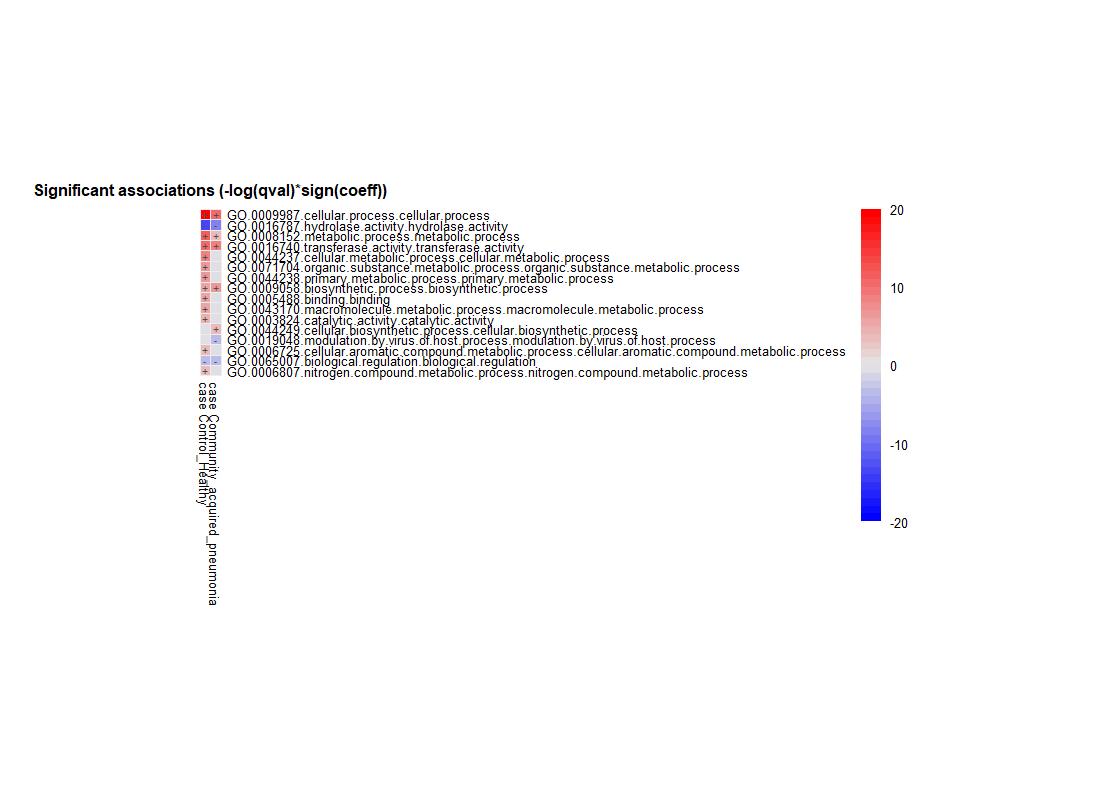 Significant associations (-log(qval)*sign(coeff))
+ GO.0009987.cellular.process.cellular.process
- GO.0016787.hydrolase.activity.hydrolase.activity
+ + GO.0008152.metabolic.process.metabolic.process
+ + GO.0016740.transferase.activity.transferase.activity
+ GO.0044237.cellular.metabolic.process.cellular.metabolic.process
+ GO.0071704.organic.substance.metabolic.process.organic.substance.metabolic.process
+ GO.0044238.primary.metabolic.process.primary.metabolic.process
+ + GO.0009058.biosynthetic.process.biosynthetic.process
+ GO.0005488.binding.binding
+ GO.0043170.macromolecule.metabolic.process.macromolecule.metabolic.process
+ GO.0003824.catalytic.activity.catalytic.activity
+ GO.0044249.cellular.biosynthetic.process.cellular.biosynthetic.process
- GO.0019048.modulation.by.virus.of.host.process.modulation.by.virus.of.host.process
+ GO.0006725.cellular.aromatic.compound.metabolic.process.cellular.aromatic.compound.metabolic.process
- - GO.0065007.biological.regulation.biological.regulation
+ GO.0006807.nitrogen.compound.metabolic.process.nitrogen.compound.metabolic.process
case Control_Healthy
case Community_acquired_pneumonia
20
10
0
-10
-20